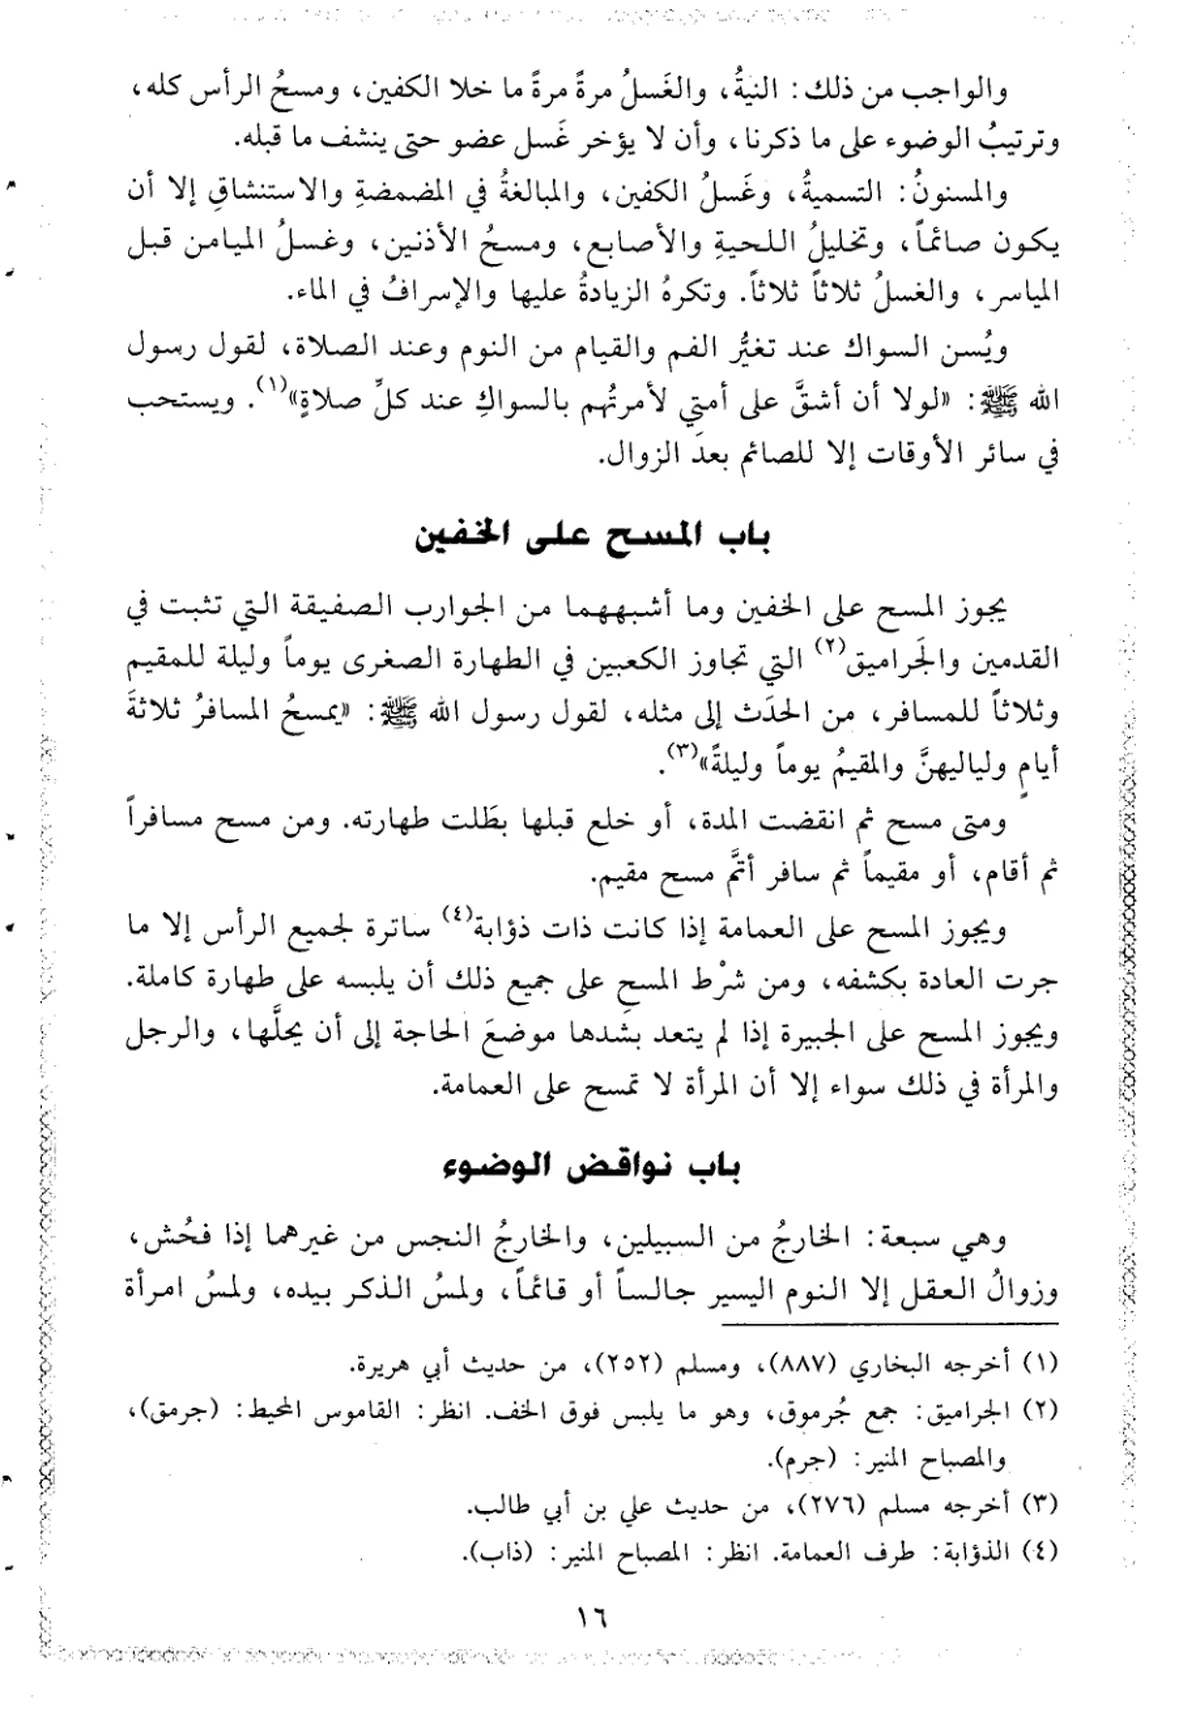 والواجب من ذلك: النيةُ، والغَسلُ مرةً مرةً ما خلا الكفين، ومسحُ الرأس كله،
وترتيبُ الوضوء على ما ذكرنا، وأن لا يؤخر غَسل عضو حتى ينشف ما قبله.
والمسنونُ: التسميةُ، وغَسلُ الكفين، والمبالغةُ في المضمضةِ والاستنشاقِ إلا أن
يكون صائماً، وتخليلُ اللحيةِ والأصابع، ومسحُ الأذنين، وغسلُ الميامن قبل
المياسر، والغسلُ ثلاثاً ثلاثاً. وتكرهُ الزيادةُ عليها والإسرافُ في الماء.
ويُسن السواك عند تغيُّر الفم والقيام من النوم وعند الصلاة، لقول رسول
الله ﷺ: «لولا أن أشقَّ على أمتي لأمرتُهم بالسواكِ عند كلِّ صلاةٍ»(١). ويستحب
في سائر الأوقات إلا للصائم بعدَ الزوال.
باب المسح على الخفين
يجوز المسح على الخفين وما أشبههما من الجوارب الصفيقة التي تثبت في
القدمين والجَراميق(٢) التي تجاوز الكعبين في الطهارة الصغرى يوماً وليلة للمقيم
وثلاثاً للمسافر، من الحَدَث إلى مثله، لقول رسول الله ﷺ: «يمسحُ المسافرُ ثلاثةَ
أيامٍ ولياليهنَّ والمقيمُ يوماً وليلةً»(٣).
ومتى مسح ثم انقضت المدة، أو خلع قبلها بطَلت طهارته. ومن مسح مسافراً
ثم أقام، أو مقيماً ثم سافر أتمَّ مسح مقيم.
ويجوز المسح على العمامة إذا كانت ذات ذؤابة(٤) ساترة لجميع الرأس إلا ما
جرت العادة بكشفه، ومن شرْط المسحِ على جميع ذلك أن يلبسه على طهارة كاملة.
ويجوز المسح على الجبيرة إذا لم يتعد بشدها موضعَ الحاجة إلى أن يحلَّها، والرجل
والمرأة في ذلك سواء إلا أن المرأة لا تمسح على العمامة.
باب نواقض الوضوء
وهي سبعة: الخارجُ من السبيلين، والخارجُ النجس من غيرهما إذا فحُش،
وزوالُ العقل إلا النوم اليسير جالساً أو قائماً، ولمسُ الذكر بيده، ولمسُ امرأة
(١) أخرجه البخاري (٨٨٧)، ومسلم (٢٥٢)، من حديث أبي هريرة.
(٢) الجراميق: جمع جُرموق، وهو ما يلبس فوق الخف. انظر: القاموس المحيط: (جرمق)،
والمصباح المنير: (جرم).
(٣) أخرجه مسلم (٢٧٦)، من حديث علي بن أبي طالب.
(٤) الذؤابة: طرف العمامة. انظر: المصباح المنير: (ذاب).
١٦